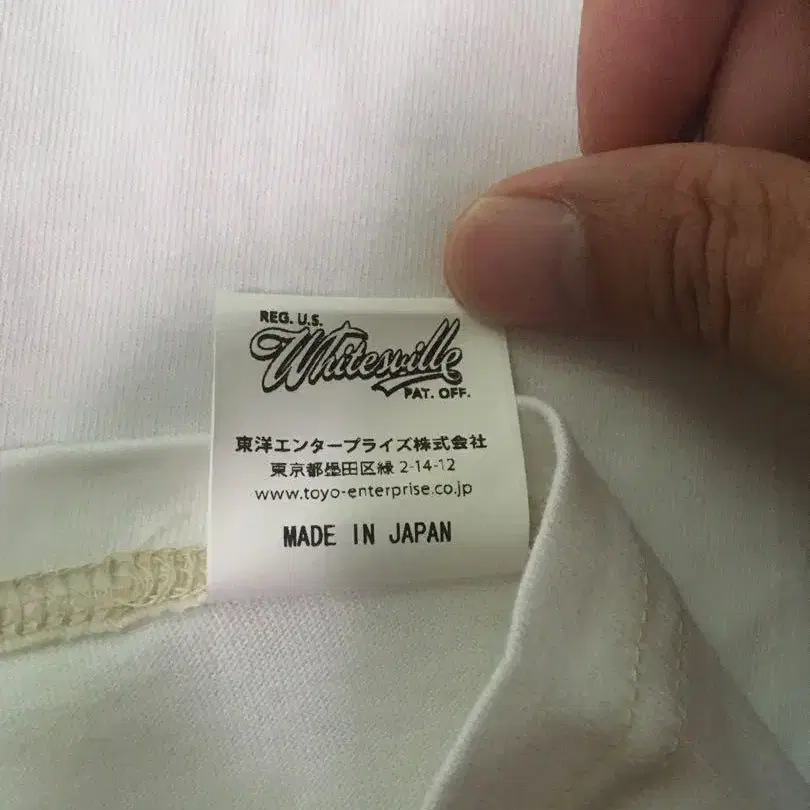 REG. U.S.
Whitesville
PAT. OFF.
東洋エンタープライズ株式会社
東京都墨田区緑 2-14-12
www.toyo-enterprise.co.jp
MADE IN JAPAN